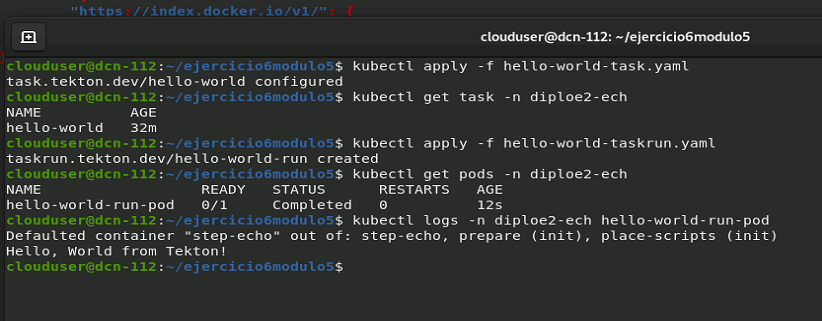 "https://index.docker.io/v1/": {
clouduser@dcn-112: ~/ejercicio6modulo5
clouduser@dcn-112:~/ejercicio6modulo5$ kubectl apply -f hello-world-task.yaml
task.tekton.dev/hello-world configured
clouduser@dcn-112:~/ejercicio6modulo5$ kubectl get task -n diploe2-ech
NAME          AGE
hello-world   32m
clouduser@dcn-112:~/ejercicio6modulo5$ kubectl apply -f hello-world-taskrun.yaml
taskrun.tekton.dev/hello-world-run created
clouduser@dcn-112:~/ejercicio6modulo5$ kubectl get pods -n diploe2-ech
NAME                  READY   STATUS      RESTARTS   AGE
hello-world-run-pod   0/1     Completed   0          12s
clouduser@dcn-112:~/ejercicio6modulo5$ kubectl logs -n diploe2-ech hello-world-run-pod
Defaulted container "step-echo" out of: step-echo, prepare (init), place-scripts (init)
Hello, World from Tekton!
clouduser@dcn-112:~/ejercicio6modulo5$